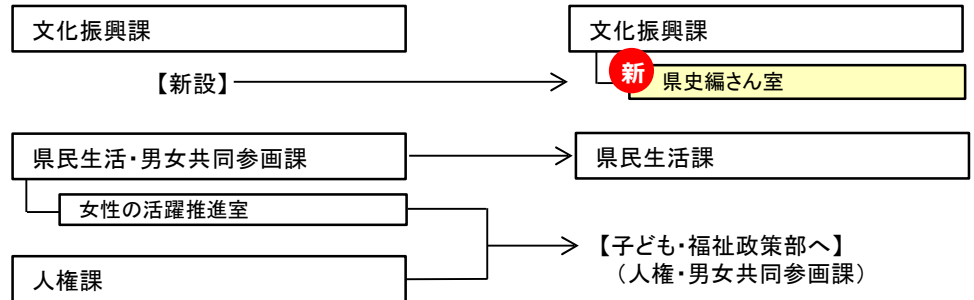 文化振興課
文化振興課
【新設】
新
県史編さん室
県民生活・男女共同参画課
県民生活課
女性の活躍推進室
【子ども・福祉政策部へ】
（人権・男女共同参画課）
人権課